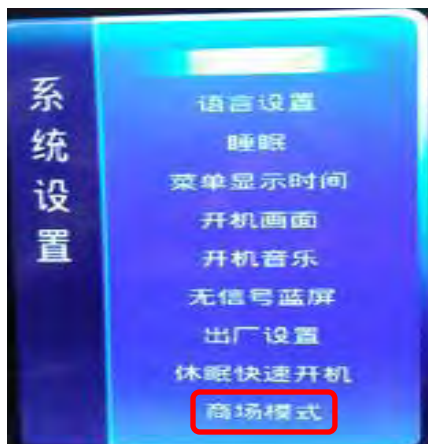 系统设置
语言设置
睡眠
菜单显示时间
开机画面
开机音乐
无信号蓝屏
出厂设置
休眠快速开机
商场模式